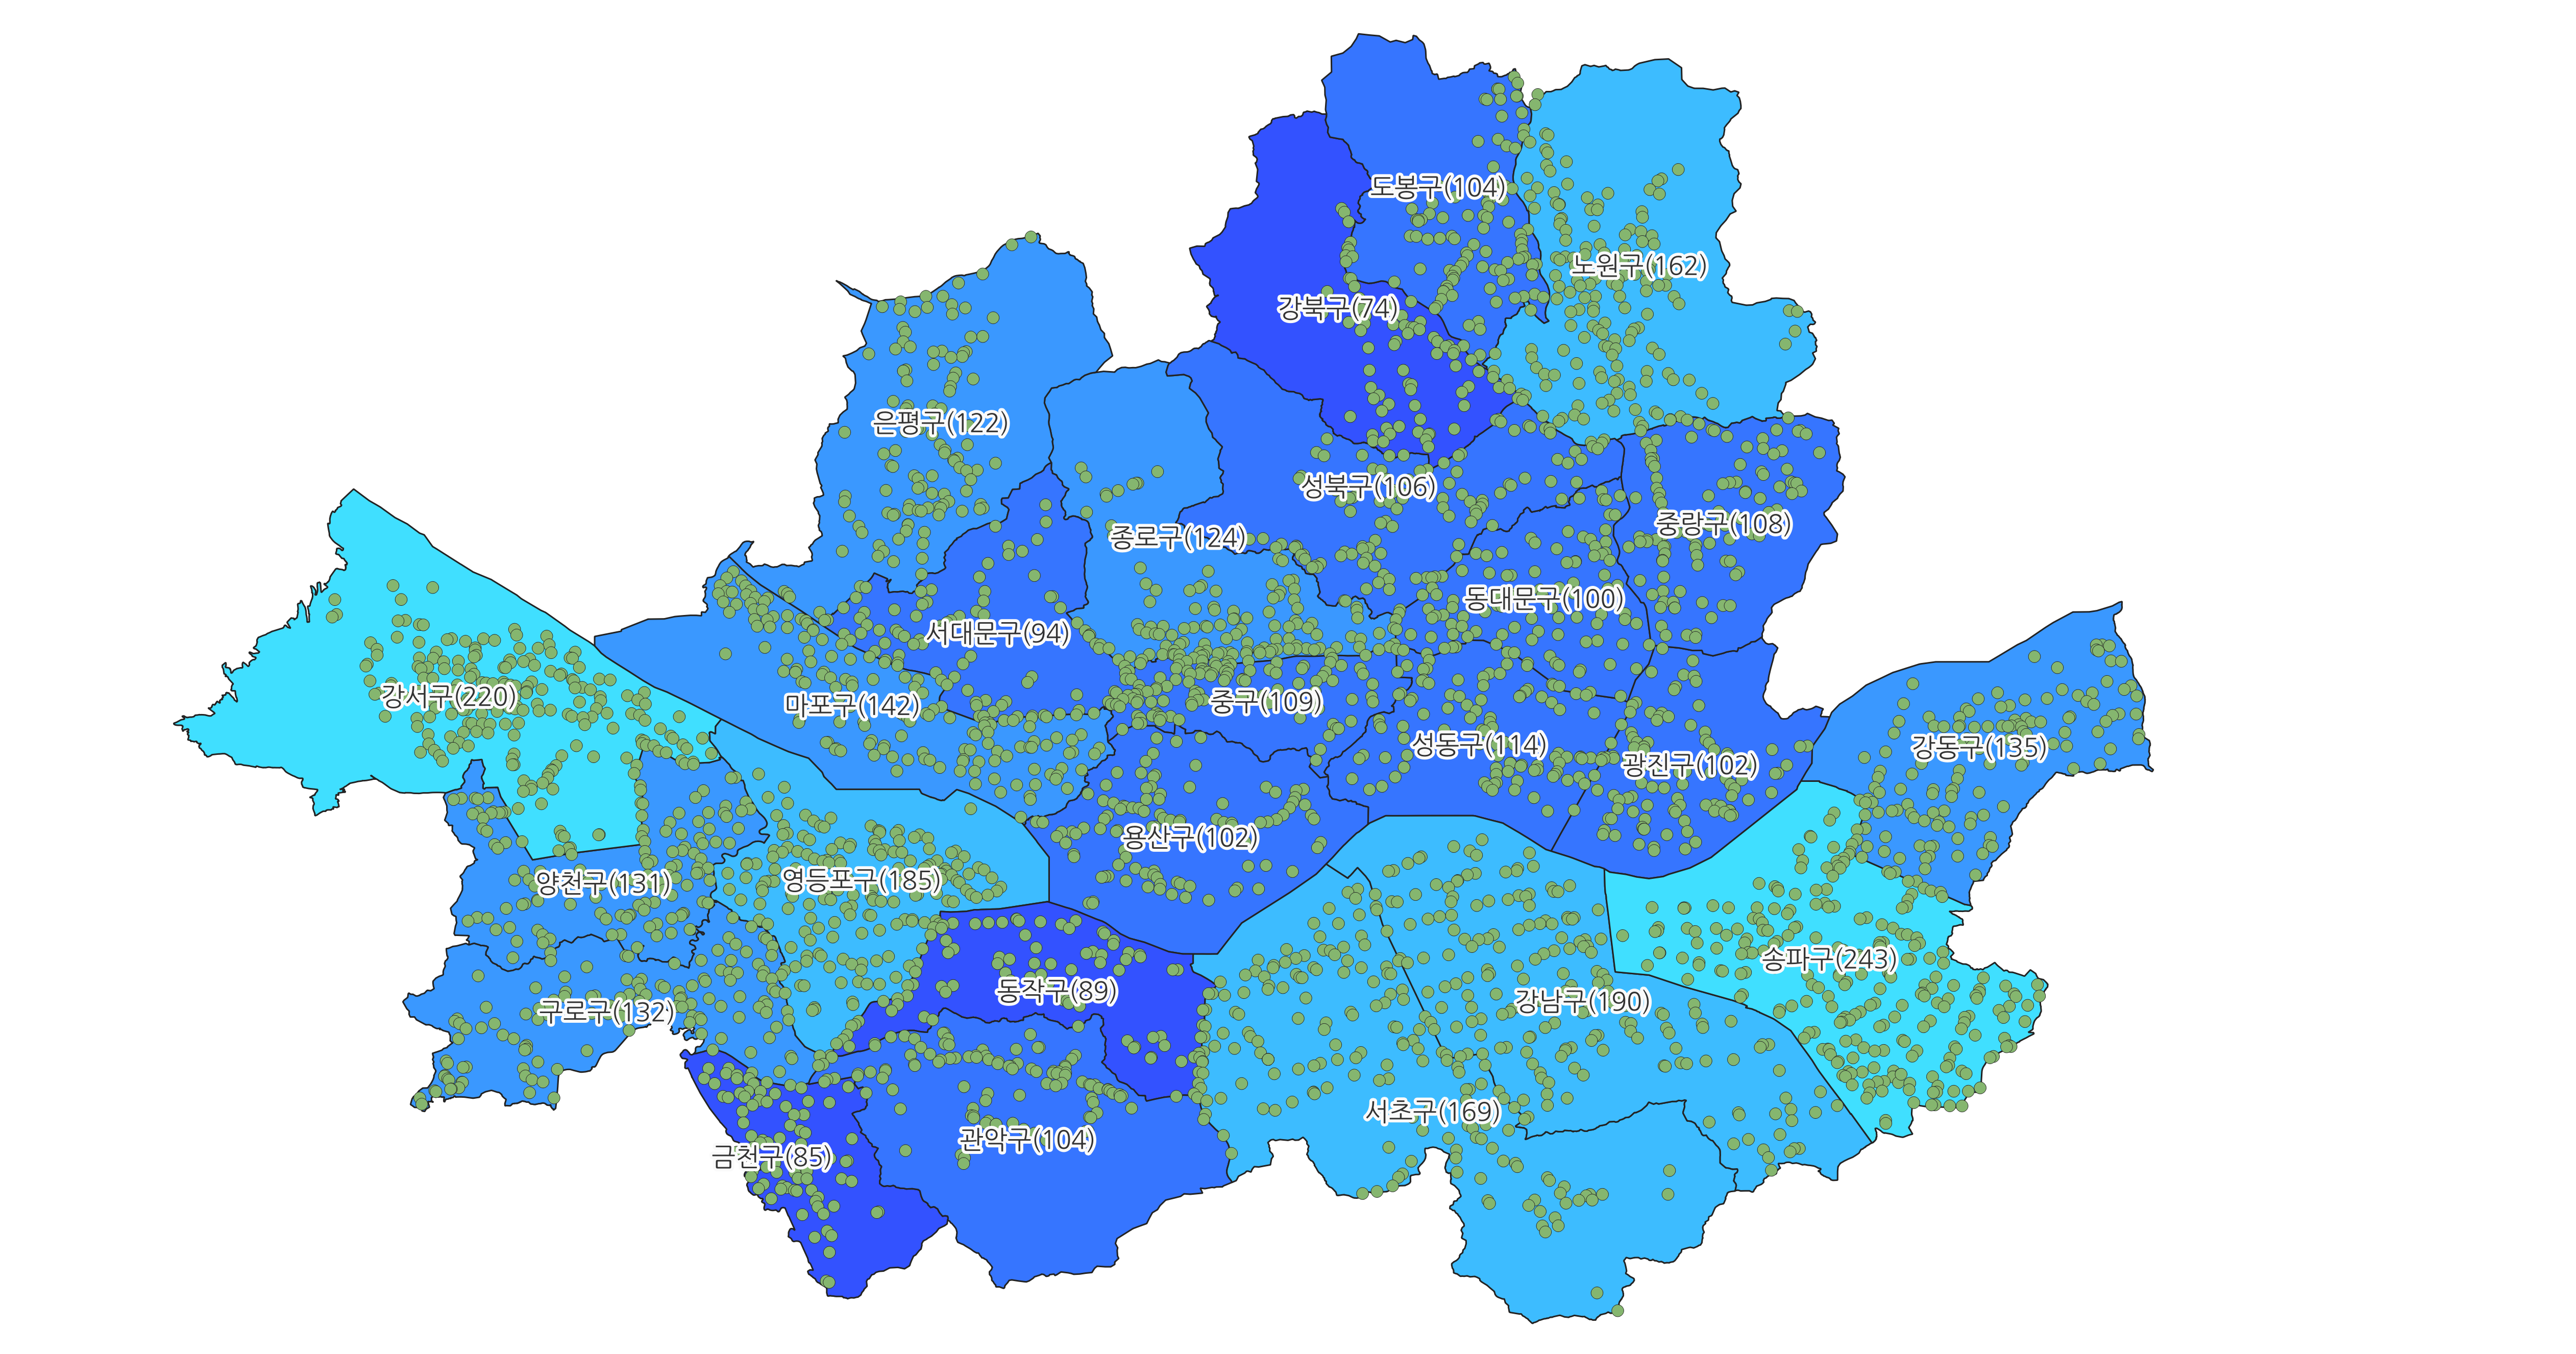 도봉구(104)
노원구(162)
강북구(74)
은평구(122)
성북구(106)
중랑구(108)
종로구(124)
동대문구(100)
서대문구(94)
강서구(220)
마포구(142)
중구(109)
성동구(114)
강동구(135)
광진구(102)
용산구(102)
양천구(131)
영등포구(185)
송파구(243)
동작구(89)
강남구(190)
구로구(132)
서초구(169)
관악구(104)
금천구(85)